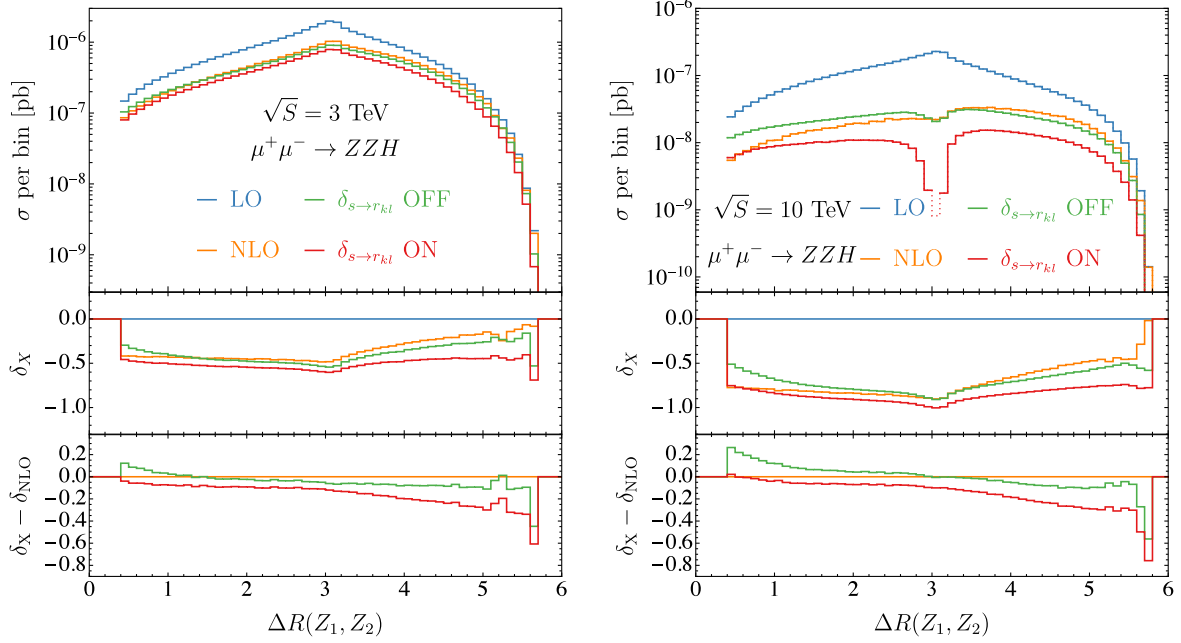 10⁻⁶
10⁻⁷
10⁻⁸
10⁻⁹
σ per bin [pb]
√S = 3 TeV
μ⁺μ⁻ → ZZH
LO
δ_{s→r_{kl}} OFF
NLO
δ_{s→r_{kl}} ON
0.0
−0.5
−1.0
δ_X
0.2
0.0
−0.2
−0.4
−0.6
−0.8
δ_X − δ_NLO
0 1 2 3 4 5 6
ΔR(Z₁, Z₂)
10⁻⁵
10⁻⁶
10⁻⁷
10⁻⁸
10⁻⁹
10⁻¹⁰
σ per bin [pb]
√S = 10 TeV
LO
δ_{s→r_{kl}} OFF
μ⁺μ⁻ → ZZH
NLO
δ_{s→r_{kl}} ON
0.0
−0.5
−1.0
δ_X
0.2
0.0
−0.2
−0.4
−0.6
−0.8
δ_X − δ_NLO
0 1 2 3 4 5 6
ΔR(Z₁, Z₂)